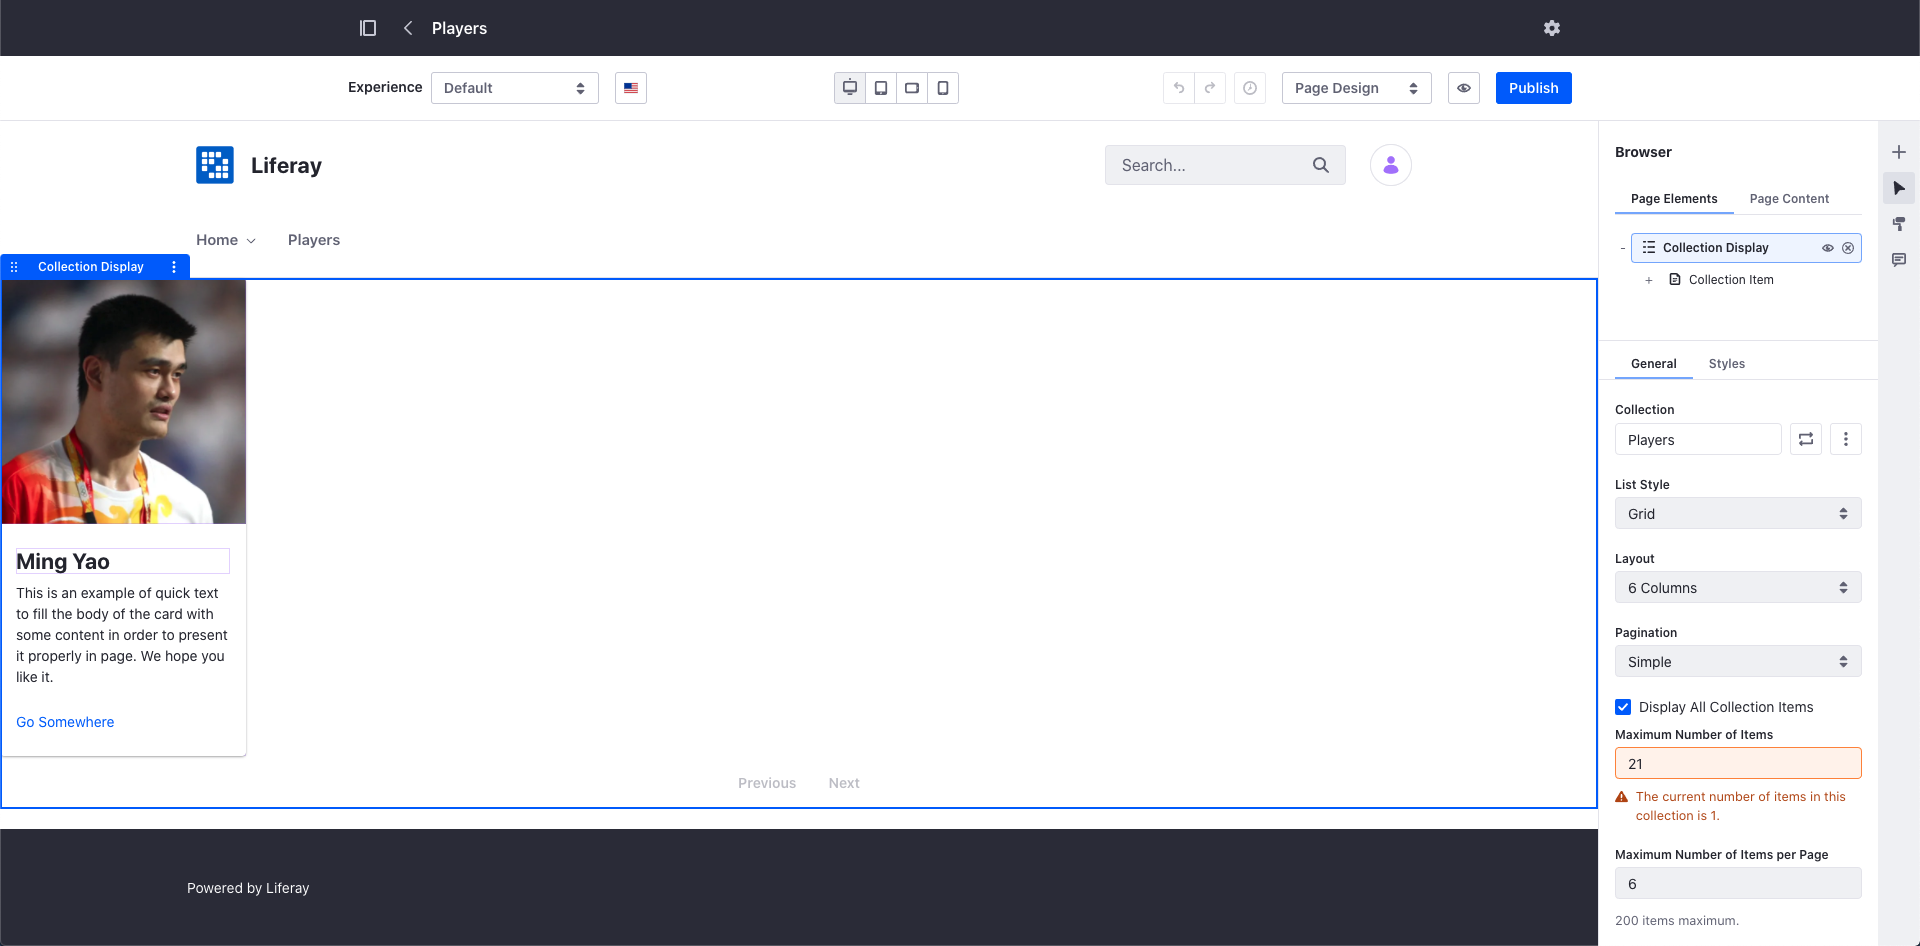 Players
Experience
Default
Page Design
Publish
Liferay
Search...
Home
Players
Collection Display
Ming Yao
This is an example of quick text
to fill the body of the card with
some content in order to present
it properly in page. We hope you
like it.
Go Somewhere
Previous
Next
Powered by Liferay
Browser
Page Elements
Page Content
- Collection Display
+ Collection Item
General
Styles
Collection
Players
List Style
Grid
Layout
6 Columns
Pagination
Simple
Display All Collection Items
Maximum Number of Items
21
The current number of items in this
collection is 1.
Maximum Number of Items per Page
6
200 items maximum.